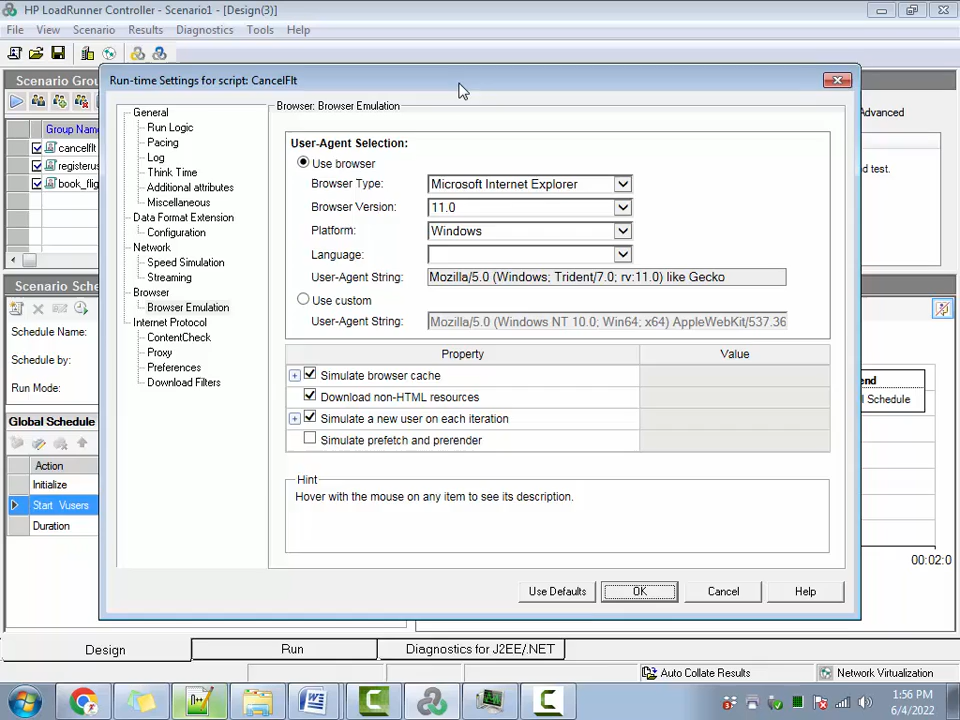 HP LoadRunner Controller - Scenario1 - [Design(3)]
File View Scenario Results Diagnostics Tools Help
Scenario Grou
Run-time Settings for script: CancelFlt
Advanced
Group Name
cancelflt
registerus
book_flig
nd test.
General
Run Logic
Pacing
Log
Think Time
Additional attributes
Miscellaneous
Data Format Extension
Configuration
Network
Speed Simulation
Streaming
Browser
Browser Emulation
Internet Protocol
ContentCheck
Proxy
Preferences
Download Filters
Browser: Browser Emulation
User-Agent Selection:
Use browser
Browser Type: Microsoft Internet Explorer
Browser Version: 11.0
Platform: Windows
Language:
User-Agent String: Mozilla/5.0 (Windows; Trident/7.0; rv:11.0) like Gecko
Use custom
User-Agent String: Mozilla/5.0 (Windows NT 10.0; Win64; x64) AppleWebKit/537.36
Property Value
Simulate browser cache
Download non-HTML resources
Simulate a new user on each iteration
Simulate prefetch and prerender
Hint
Hover with the mouse on any item to see its description.
Use Defaults OK Cancel Help
Scenario Sche
Schedule Name:
Schedule by:
Run Mode:
Global Schedule
Action
Initialize
Start Vusers
Duration
end
l Schedule
00:02:0
Design Run Diagnostics for J2EE/.NET
Auto Collate Results Network Virtualization
1:56 PM
6/4/2022